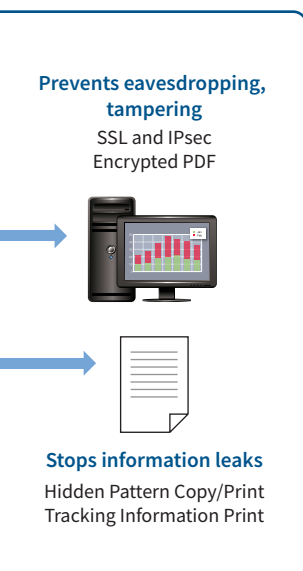 Prevents eavesdropping,
tampering
SSL and IPsec
Encrypted PDF
Stops information leaks
Hidden Pattern Copy/Print
Tracking Information Print